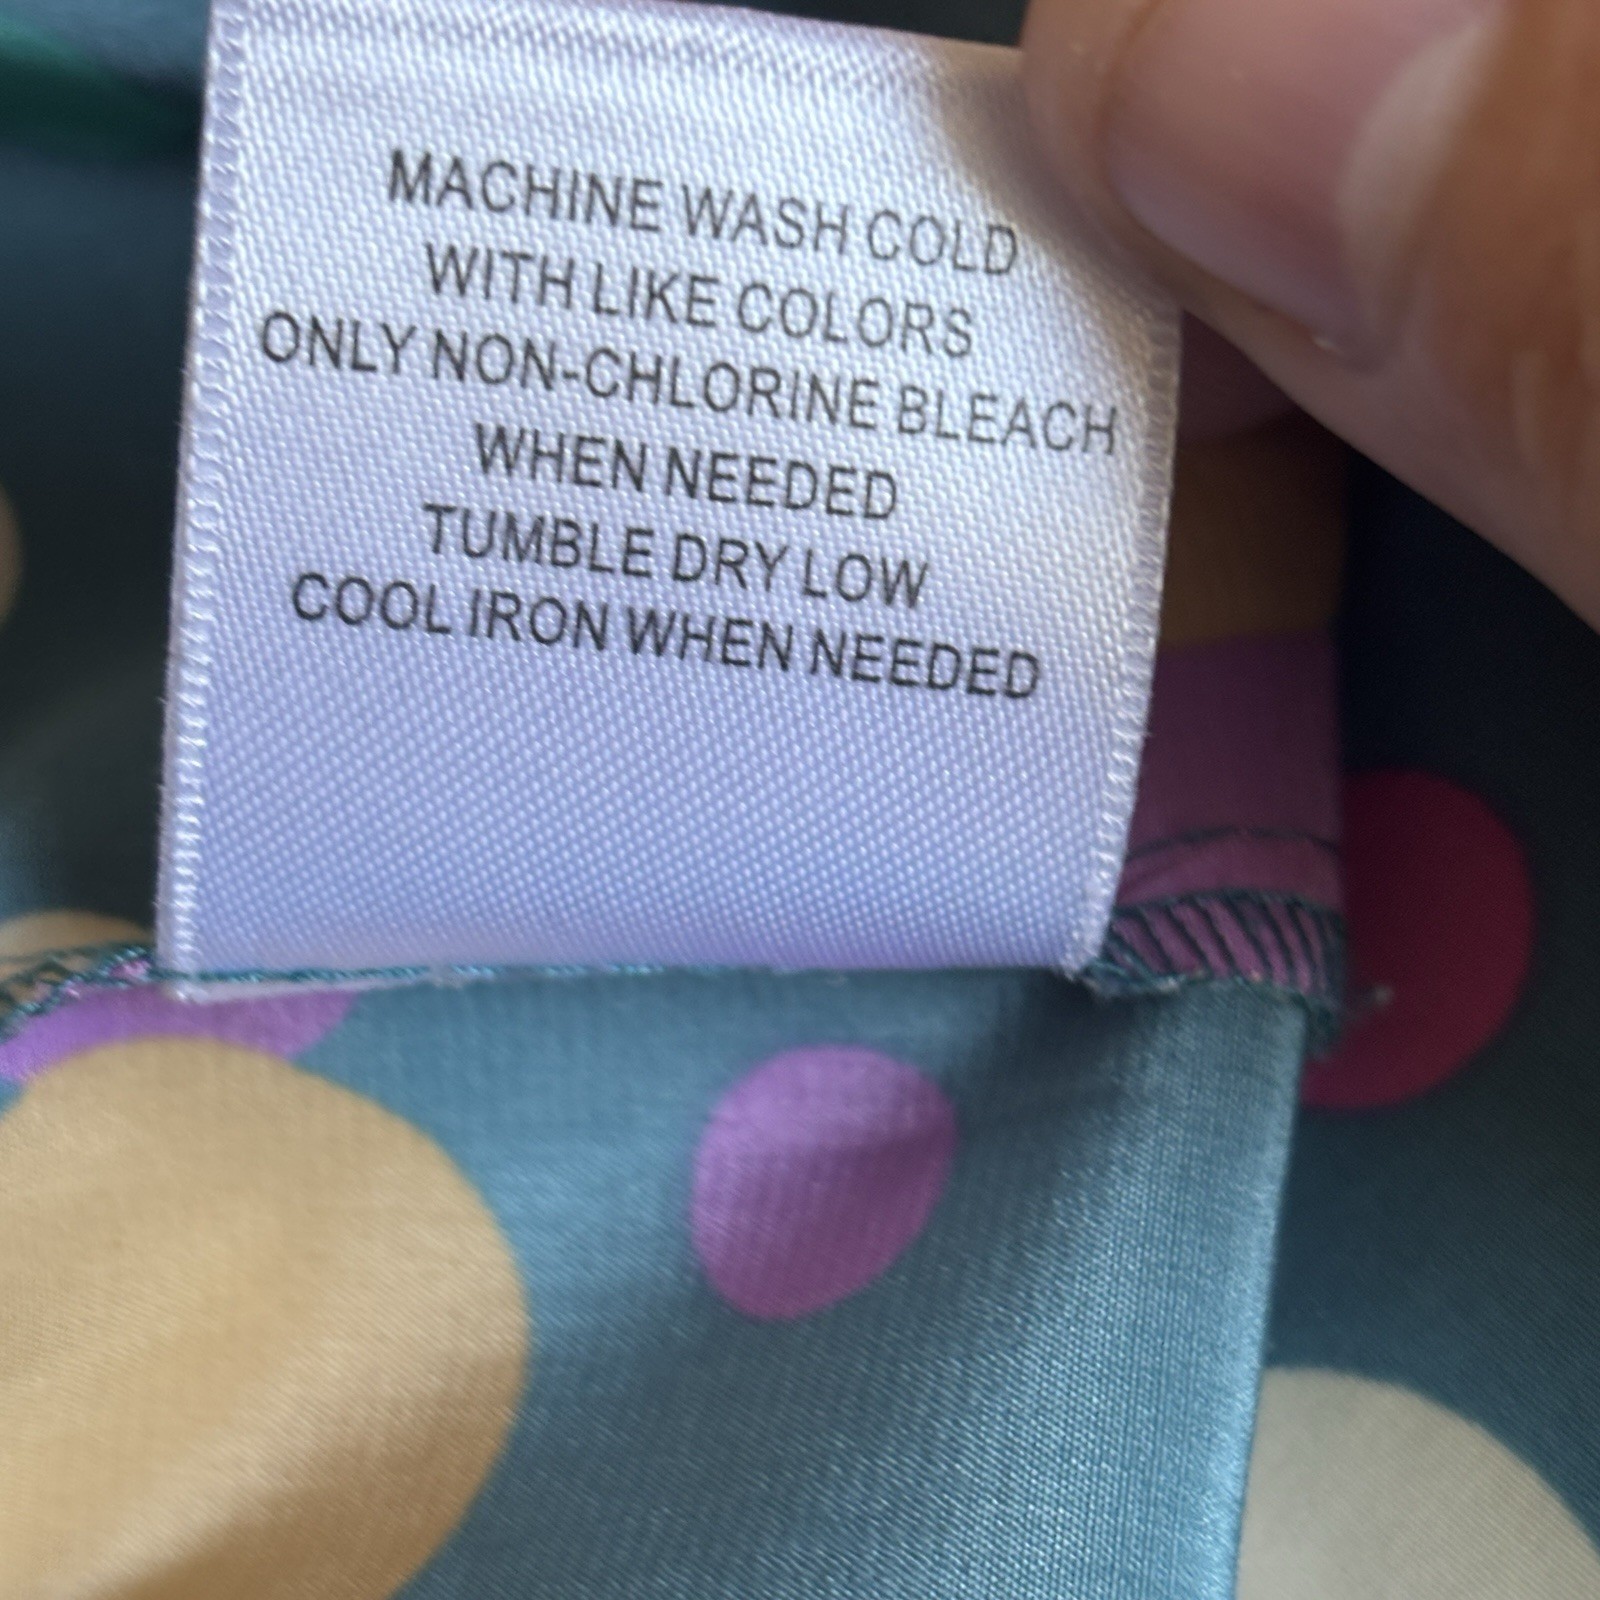 MACHINE WASH COLD
WITH LIKE COLORS
ONLY NON-CHLORINE BLEACH
WHEN NEEDED
TUMBLE DRY LOW
COOL IRON WHEN NEEDED